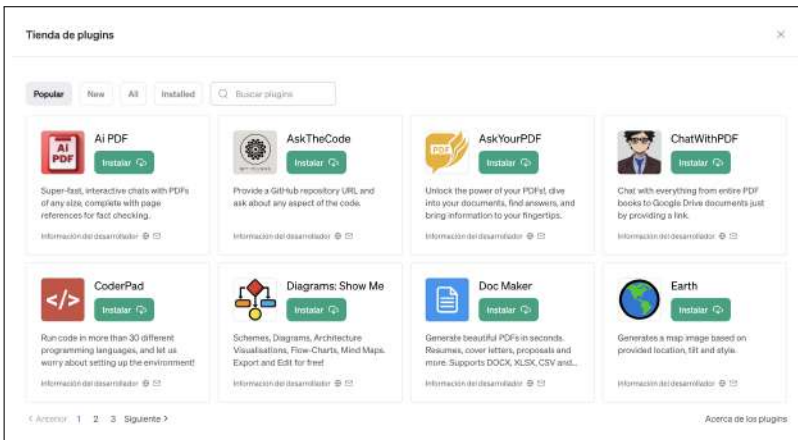 Tienda de plugins
Popular New All Installed Buscar plugins
Ai PDF
AI
PDF
Instalar
Super-fast, interactive chats with PDFs
of any size, complete with page
references for fact checking.
Información del desarrollador
AskTheCode
Instalar
Provide a GitHub repository URL and
ask about any aspect of the code.
Información del desarrollador
AskYourPDF
PDF
Instalar
Unlock the power of your PDFs!, dive
into your documents, find answers, and
bring information to your fingertips.
Información del desarrollador
ChatWithPDF
Instalar
Chat with everything from entire PDF
books to Google Drive documents just
by providing a link.
Información del desarrollador
CoderPad
</>
Instalar
Run code in more than 30 different
programming languages, and let us
worry about setting up the environment!
Información del desarrollador
Diagrams: Show Me
Instalar
Schemes, Diagrams, Architecture
Visualisations, Flow-Charts, Mind Maps.
Export and Edit for free!
Información del desarrollador
Doc Maker
Instalar
Generate beautiful PDFs in seconds.
Resumes, cover letters, proposals and
more. Supports DOCX, XLSX, CSV and...
Información del desarrollador
Earth
Instalar
Generates a map image based on
provided location, tilt and style.
Información del desarrollador
< Anterior 1 2 3 Siguiente >
Acerca de los plugins